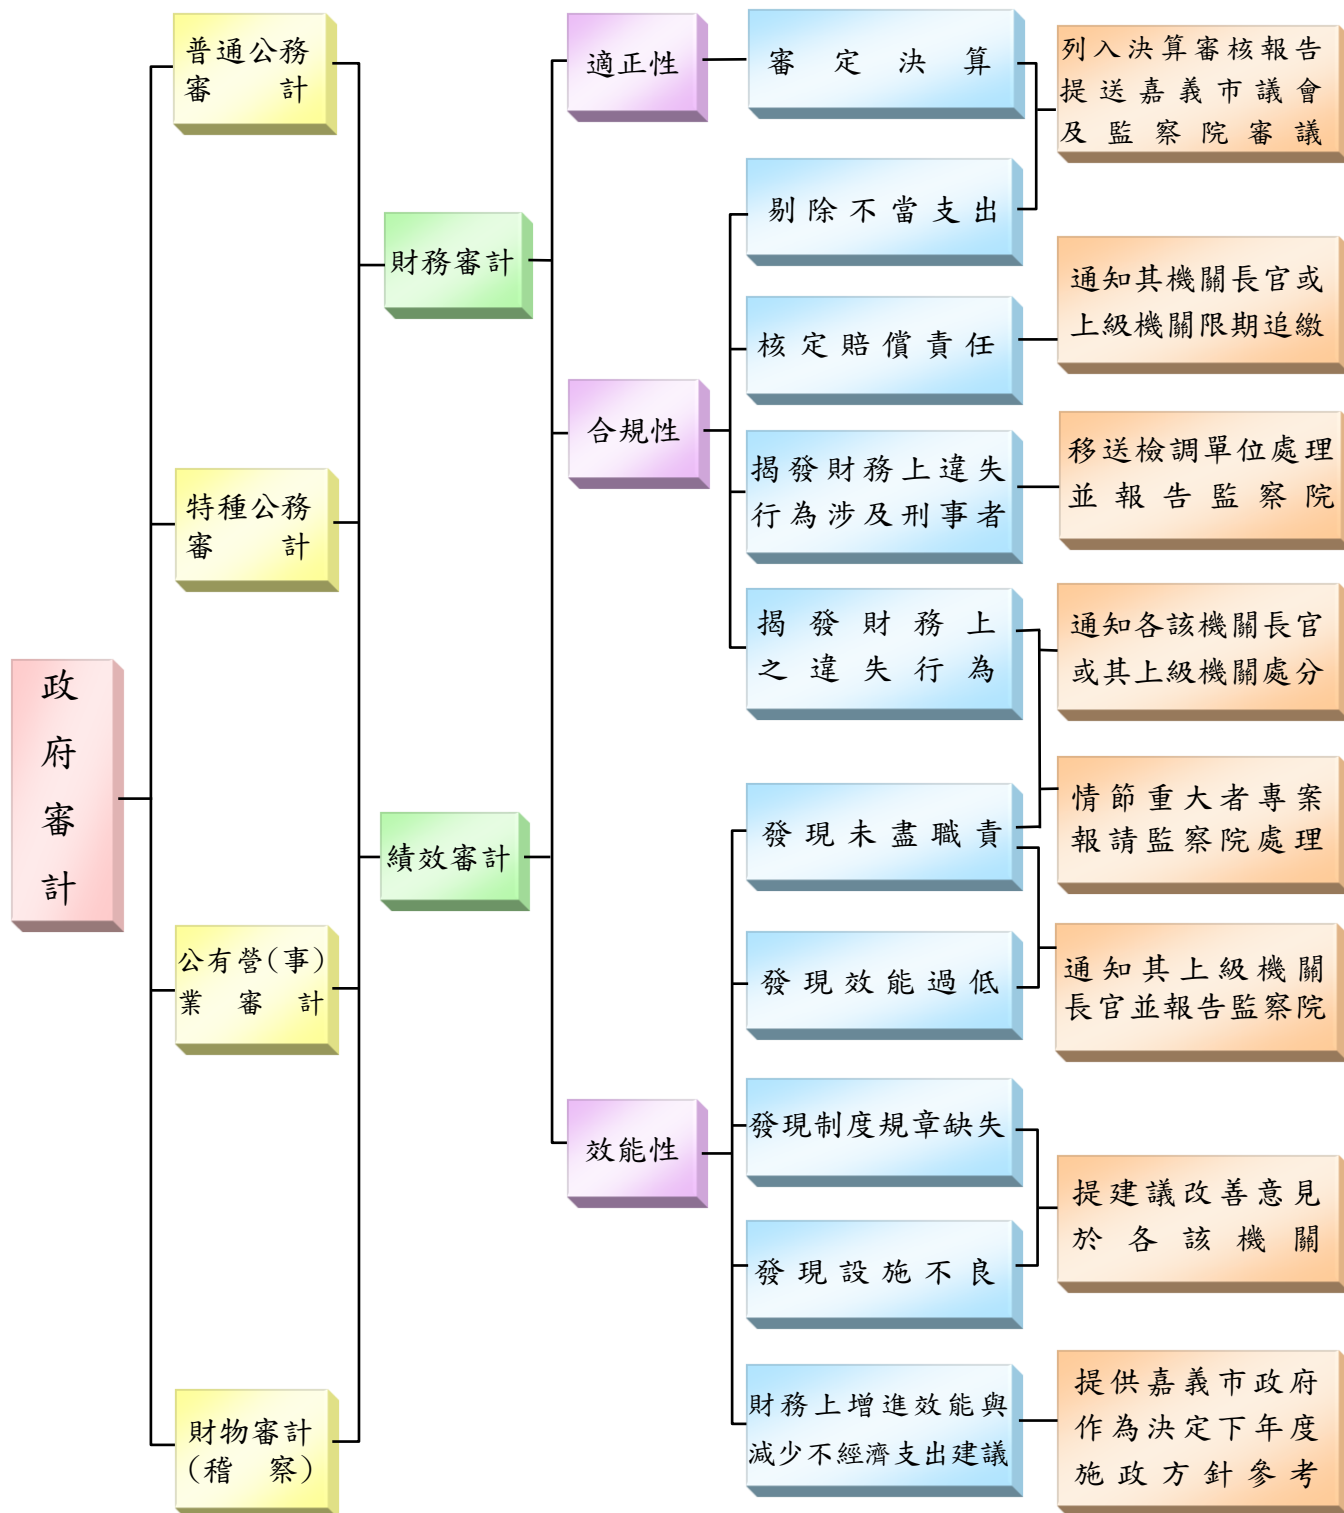 政
府
審
計
普通公務
審計
特種公務
審計
公有營(事)
業審計
財物審計
(稽察)
財務審計
績效審計
適正性
合規性
效能性
審定決算
剔除不當支出
核定賠償責任
揭發財務上違失
行為涉及刑事者
揭發財務上
之違失行為
發現未盡職責
發現效能過低
發現制度規章缺失
發現設施不良
財務上增進效能與
減少不經濟支出建議
列入決算審核報告
提送嘉義市議會
及監察院審議
通知其機關長官或
上級機關限期追繳
移送檢調單位處理
並報告監察院
通知各該機關長官
或其上級機關處分
情節重大者專案
報請監察院處理
通知其上級機關
長官並報告監察院
提建議改善意見
於各該機關
提供嘉義市政府
作為決定下年度
施政方針參考